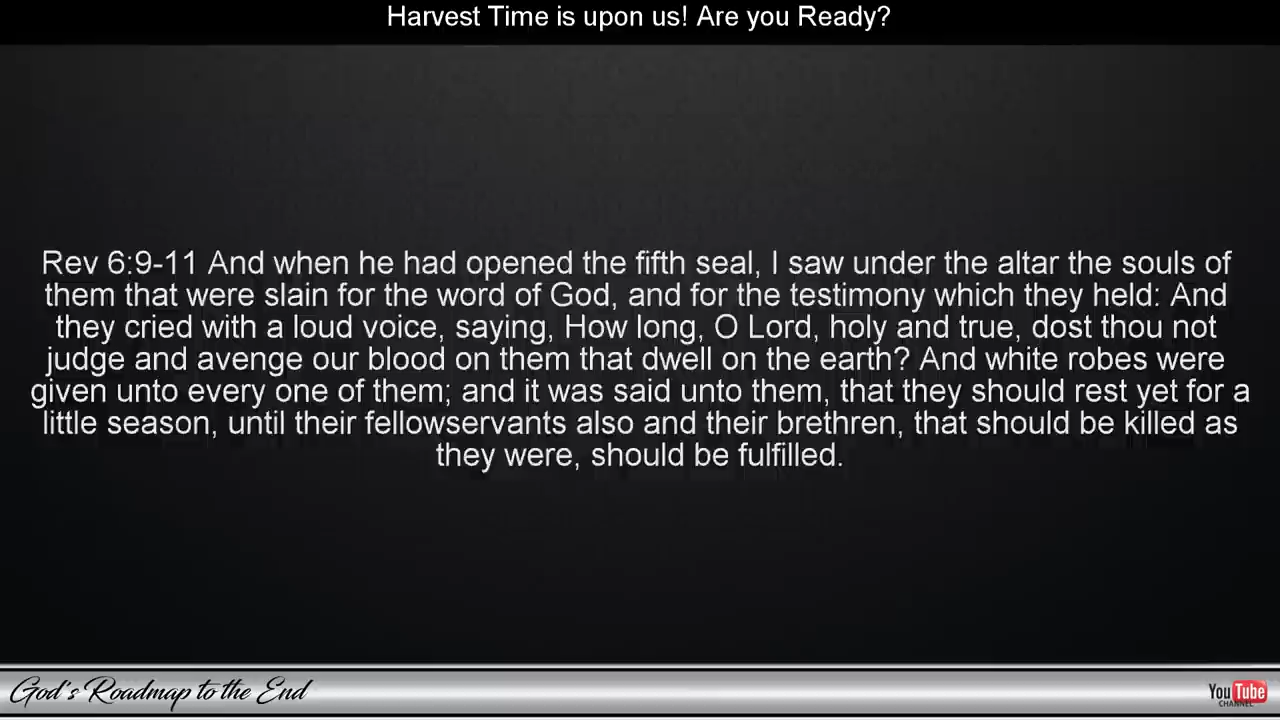 Harvest Time is upon us! Are you Ready?
Rev 6:9-11 And when he had opened the fifth seal, I saw under the altar the souls of
them that were slain for the word of God, and for the testimony which they held: And
they cried with a loud voice, saying, How long, O Lord, holy and true, dost thou not
judge and avenge our blood on them that dwell on the earth? And white robes were
given unto every one of them; and it was said unto them, that they should rest yet for a
little season, until their fellowservants also and their brethren, that should be killed as
they were, should be fulfilled.
God's Roadmap to the End
YouTube
CHANNEL